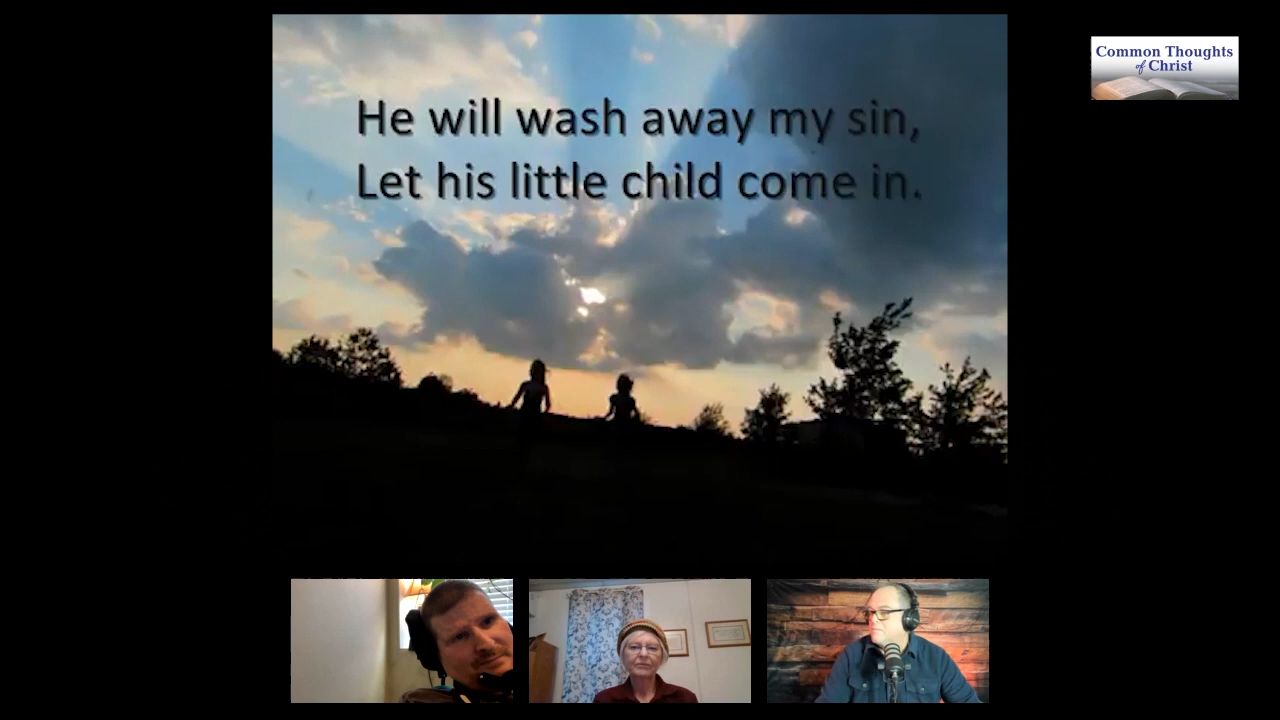 He will wash away my sin,
Let his little child come in.
Common Thoughts
of Christ